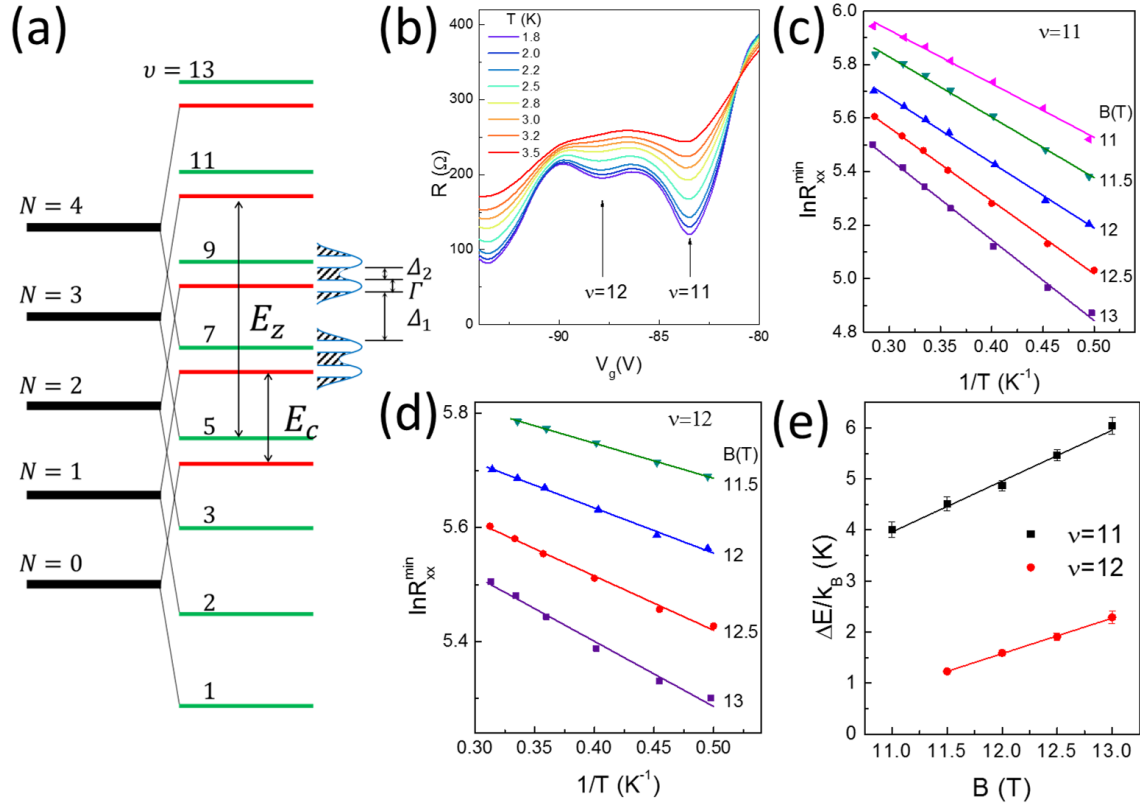 (a)
υ = 13
11
N = 4
9
N = 3
Δ2
Γ
Δ1
7
N = 2
Ez
Ec
5
N = 1
3
N = 0
2
1
(b)
T (K)
1.8
2.0
2.2
2.5
2.8
3.0
3.2
3.5
400
300
200
100
0
R (Ω)
ν=12
ν=11
-90
-85
-80
Vg(V)
(c)
ν=11
6.0
5.8
5.6
5.4
5.2
5.0
4.8
lnRxx^min
B(T)
11
11.5
12
12.5
13
0.30
0.35
0.40
0.45
0.50
1/T (K⁻¹)
(d)
ν=12
5.8
5.6
5.4
lnRxx^min
B(T)
11.5
12
12.5
13
0.30
0.35
0.40
0.45
0.50
1/T (K⁻¹)
(e)
6
5
4
3
2
1
0
ΔE/kB (K)
ν=11
ν=12
11.0
11.5
12.0
12.5
13.0
B (T)